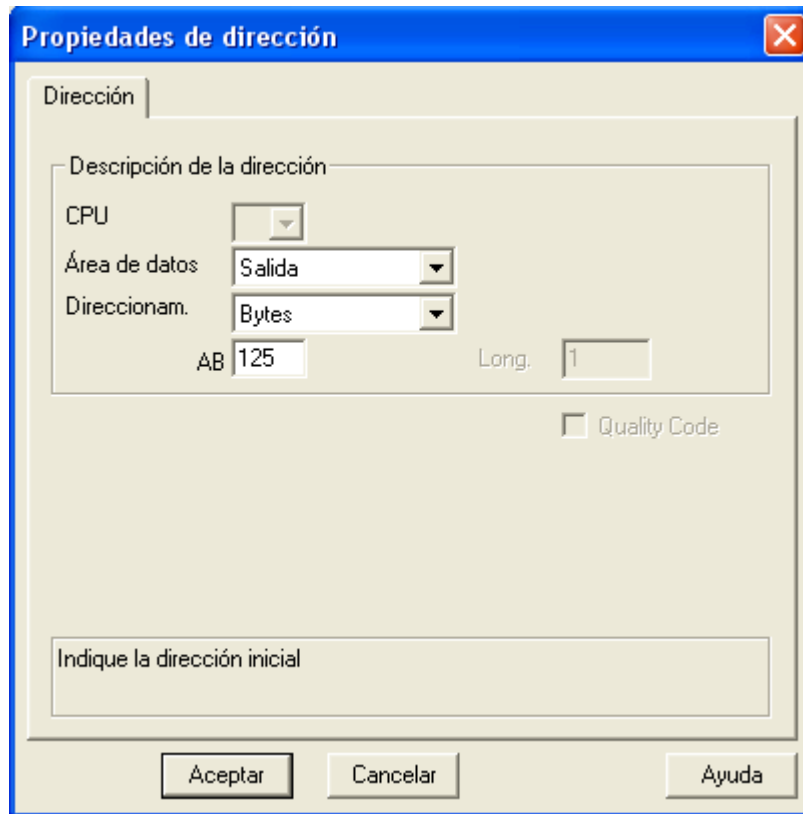 Propiedades de dirección
Dirección
Descripción de la dirección
CPU
Área de datos Salida
Direccionam. Bytes
AB 125 Long. 1
Quality Code
Indique la dirección inicial
Aceptar Cancelar Ayuda